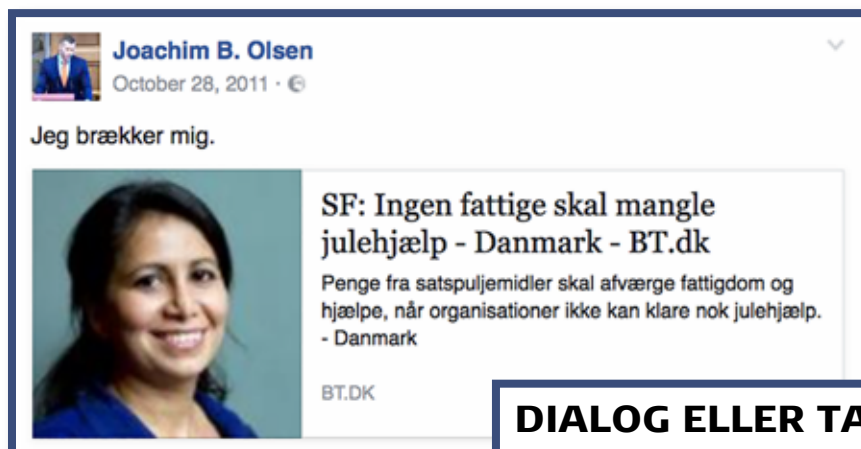 Joachim B. Olsen
October 28, 2011 ·
Jeg brækker mig.
SF: Ingen fattige skal mangle
julehjælp - Danmark - BT.dk
Penge fra satspuljemidler skal afværge fattigdom og
hjælpe, når organisationer ikke kan klare nok julehjælp.
- Danmark
BT.DK
DIALOG ELLER